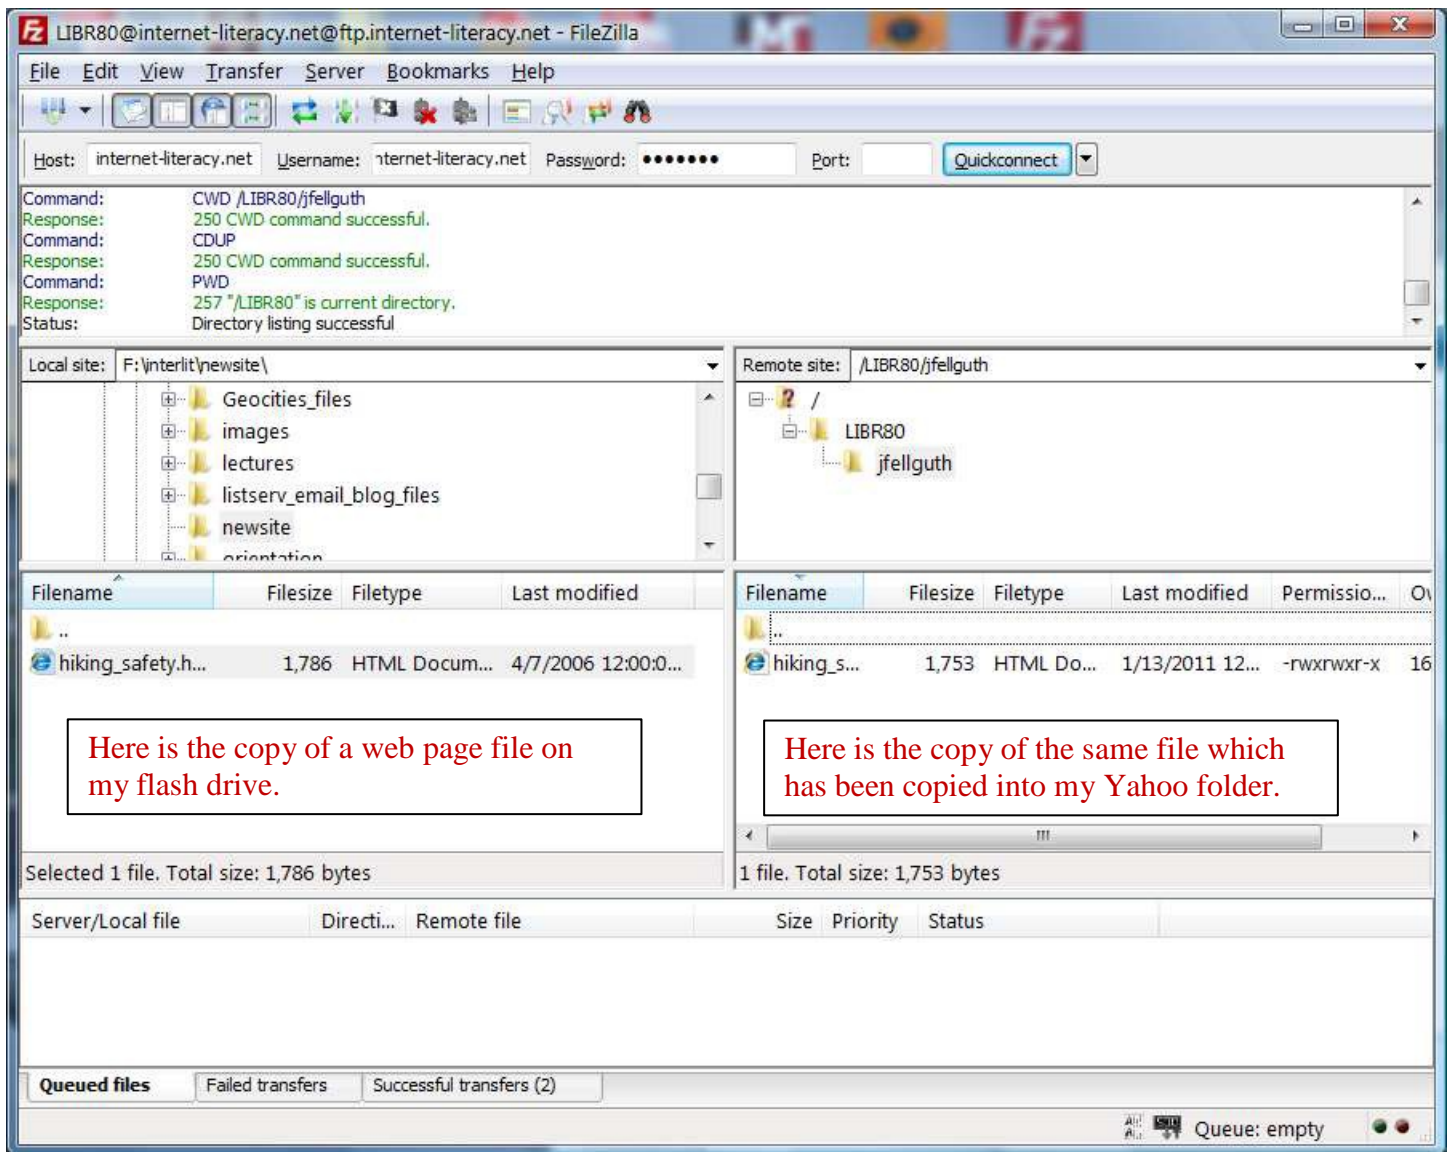 LIBR80@internet-literacy.net@ftp.internet-literacy.net - FileZilla
File Edit View Transfer Server Bookmarks Help
Host: internet-literacy.net Username: nternet-literacy.net Password: ●●●●●●● Port: Quickconnect
Command: CWD /LIBR80/jfellguth
Response: 250 CWD command successful.
Command: CDUP
Response: 250 CWD command successful.
Command: PWD
Response: 257 "/LIBR80" is current directory.
Status: Directory listing successful
Local site: F:\interlit\newsite\
Geocities_files
images
lectures
listserv_email_blog_files
newsite
orientation
Remote site: /LIBR80/jfellguth
/
LIBR80
jfellguth
Filename Filesize Filetype Last modified
..
hiking_safety.h... 1,786 HTML Docum... 4/7/2006 12:00:0...
Here is the copy of a web page file on
my flash drive.
Selected 1 file. Total size: 1,786 bytes
Filename Filesize Filetype Last modified Permissio... Ow
..
hiking_s... 1,753 HTML Do... 1/13/2011 12... -rwxrwxr-x 16
Here is the copy of the same file which
has been copied into my Yahoo folder.
1 file. Total size: 1,753 bytes
Server/Local file Directi... Remote file Size Priority Status
Queued files Failed transfers Successful transfers (2)
Queue: empty